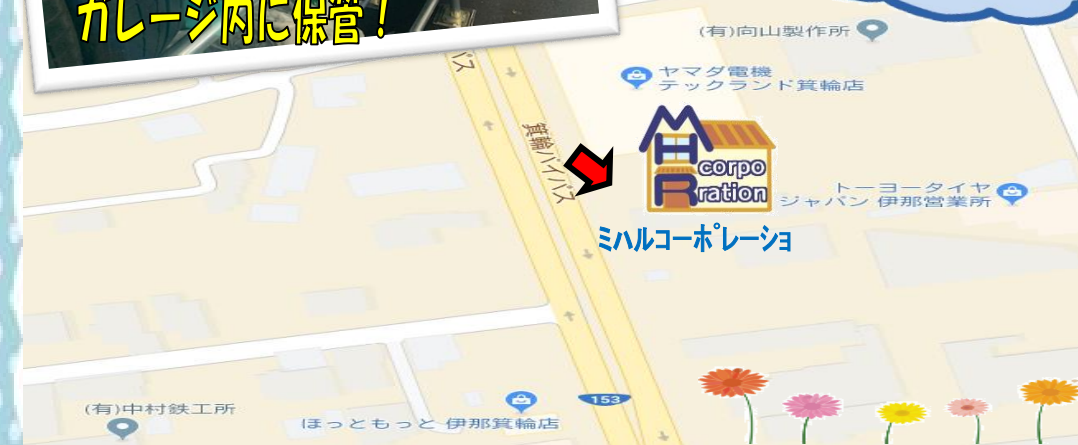 ガレージ内に保管！
(有)向山製作所
ヤマダ電機
テックランド箕輪店
パス
箕輪バイパス
MHR
corpo
rration
トーヨータイヤ
ジャパン 伊那営業所
ミハルコーポレーショ
153
(有)中村鉄工所
ほっともっと 伊那箕輪店